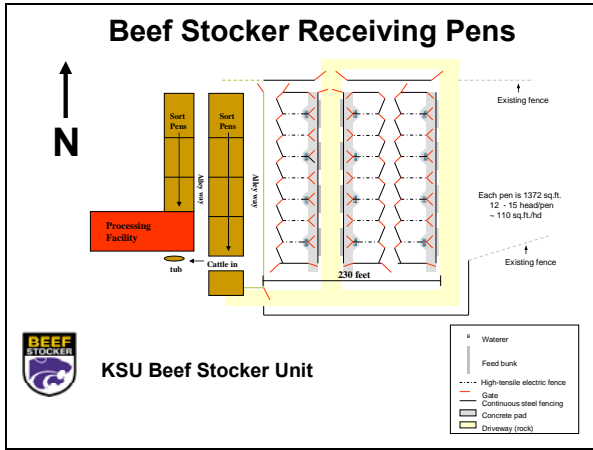 Beef Stocker Receiving Pens
N
Sort
Pens
Sort
Pens
Alley way
Alley way
Existing fence
Each pen is 1372 sq.ft.
12 - 15 head/pen
~ 110 sq.ft./hd
Processing
Facility
Cattle in
tub
230 feet
Existing fence
BEEF
STOCKER
KSU Beef Stocker Unit
Waterer
Feed bunk
High-tensile electric fence
Gate
Continuous steel fencing
Concrete pad
Driveway (rock)